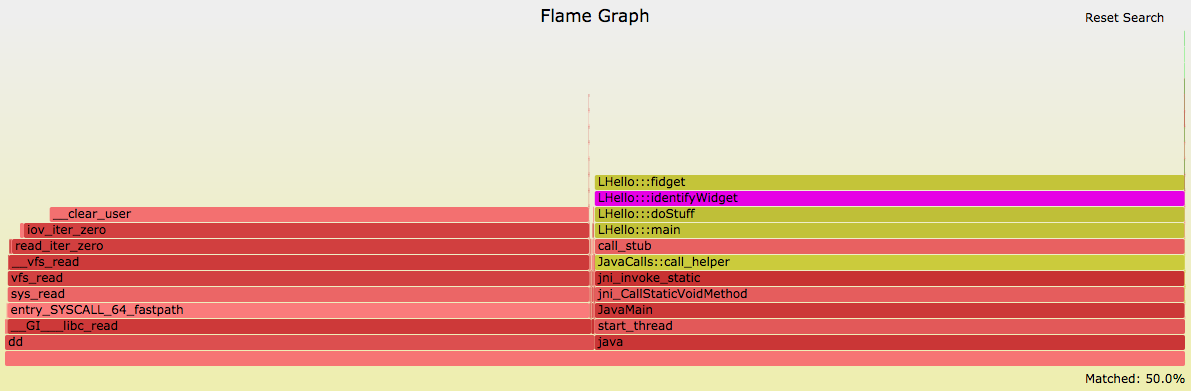 Flame Graph
Reset Search
LHello:::fidget
LHello:::identifyWidget
__clear_user
LHello:::doStuff
iov_iter_zero
LHello:::main
read_iter_zero
call_stub
__vfs_read
JavaCalls::call_helper
vfs_read
jni_invoke_static
sys_read
jni_CallStaticVoidMethod
entry_SYSCALL_64_fastpath
JavaMain
__GI___libc_read
start_thread
dd
java
Matched: 50.0%